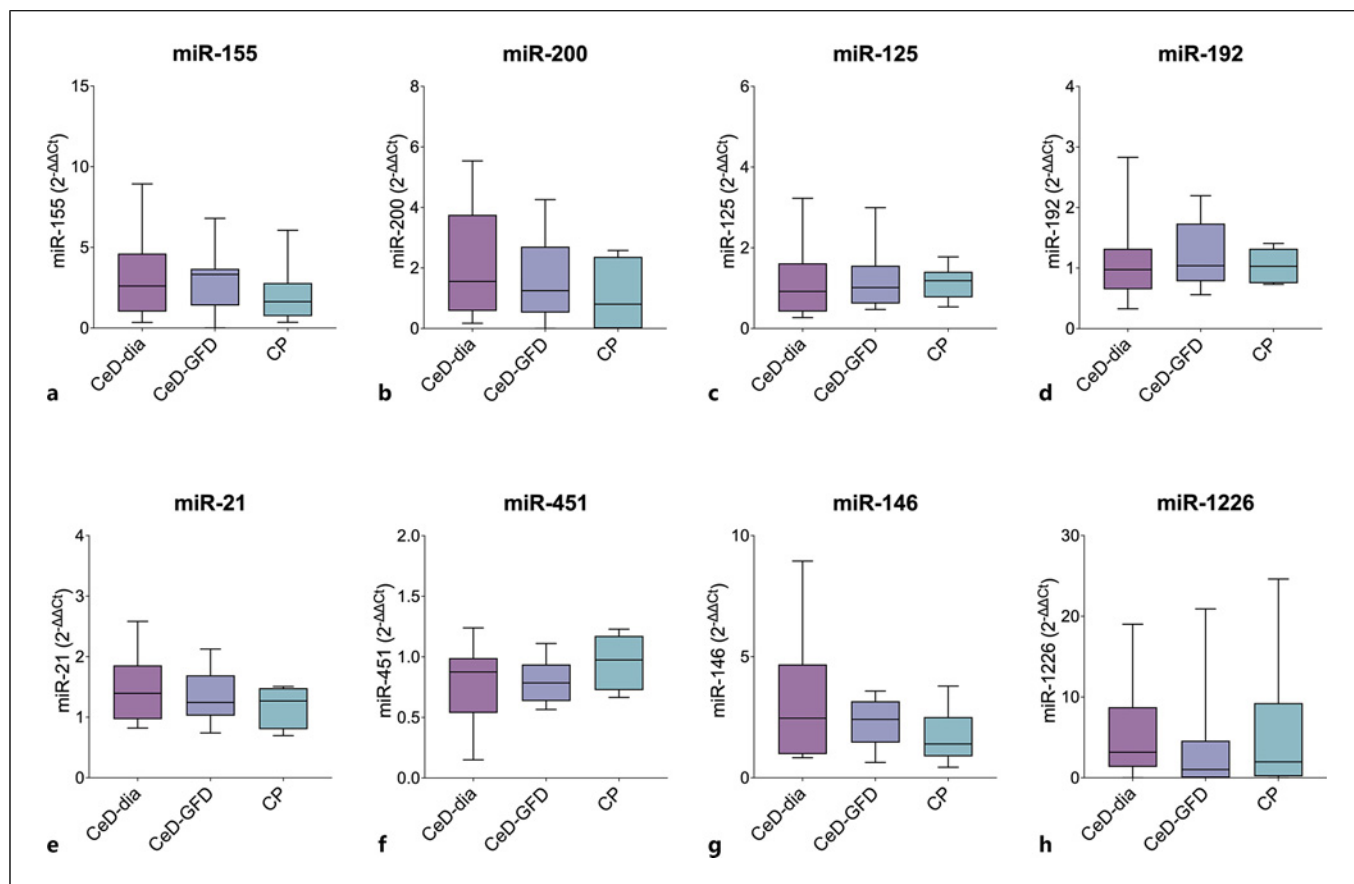 miR-155
miR-155 (2-ΔΔCt)
15
10
5
0
CeD-dia
CeD-GFD
CP
a
miR-200
miR-200 (2-ΔΔCt)
8
6
4
2
0
CeD-dia
CeD-GFD
CP
b
miR-125
miR-125 (2-ΔΔCt)
6
4
2
0
CeD-dia
CeD-GFD
CP
c
miR-192
miR-192 (2-ΔΔCt)
4
3
2
1
0
CeD-dia
CeD-GFD
CP
d
miR-21
miR-21 (2-ΔΔCt)
4
3
2
1
0
CeD-dia
CeD-GFD
CP
e
miR-451
miR-451 (2-ΔΔCt)
2.0
1.5
1.0
0.5
0.0
CeD-dia
CeD-GFD
CP
f
miR-146
miR-146 (2-ΔΔCt)
10
5
0
CeD-dia
CeD-GFD
CP
g
miR-1226
miR-1226 (2-ΔΔCt)
30
20
10
0
CeD-dia
CeD-GFD
CP
h